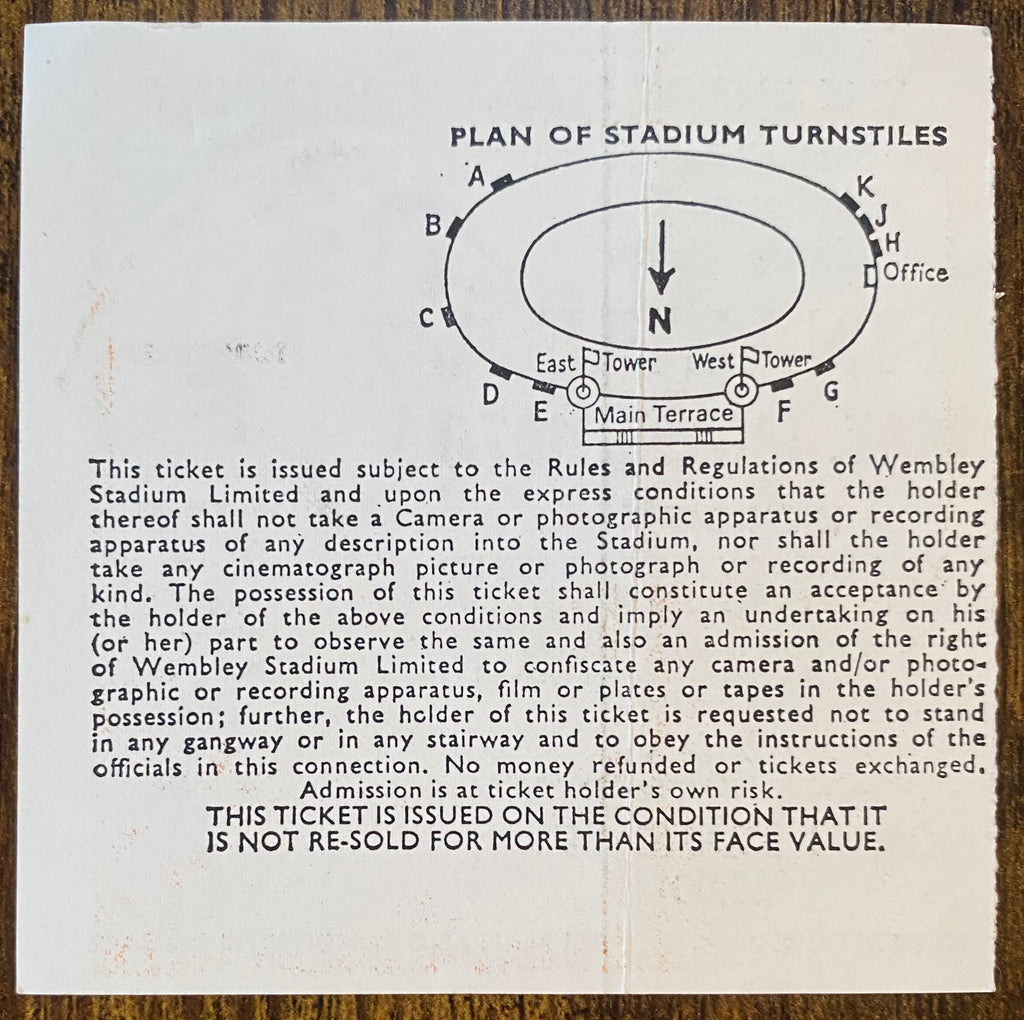 PLAN OF STADIUM TURNSTILES
A
K
B
J
H
Office
C
N
East Tower
West Tower
D
E
Main Terrace
F
G
This ticket is issued subject to the Rules and Regulations of Wembley
Stadium Limited and upon the express conditions that the holder
thereof shall not take a Camera or photographic apparatus or recording
apparatus of any description into the Stadium, nor shall the holder
take any cinematograph picture or photograph or recording of any
kind. The possession of this ticket shall constitute an acceptance by
the holder of the above conditions and imply an undertaking on his
(or her) part to observe the same and also an admission of the right
of Wembley Stadium Limited to confiscate any camera and/or photo-
graphic or recording apparatus, film or plates or tapes in the holder's
possession; further, the holder of this ticket is requested not to stand
in any gangway or in any stairway and to obey the instructions of the
officials in this connection. No money refunded or tickets exchanged.
Admission is at ticket holder's own risk.
THIS TICKET IS ISSUED ON THE CONDITION THAT IT
IS NOT RE-SOLD FOR MORE THAN ITS FACE VALUE.